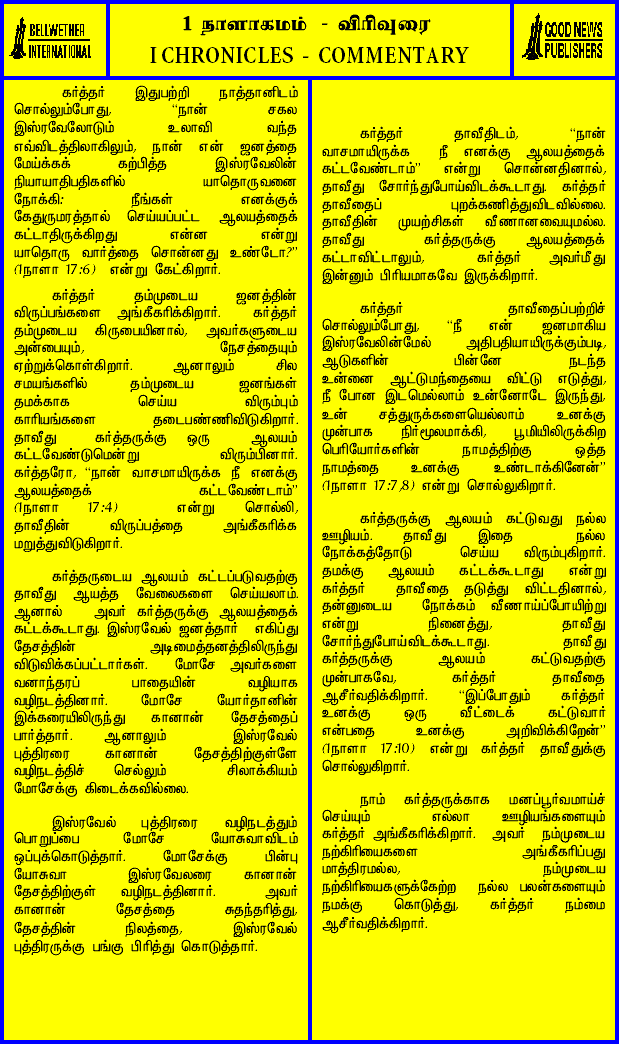 BELLWETHER
INTERNATIONAL
1 நாளாகமம் - விரிவுரை
I CHRONICLES - COMMENTARY
GOOD NEWS
PUBLISHERS
கர்த்தர் இதுபற்றி நாத்தானிடம்
சொல்லும்போது, “நான் சகல
இஸ்ரவேலோடும் உலாவி வந்த
எவ்விடத்திலாகிலும், நான் என் ஜனத்தை
மேய்க்கக் கற்பித்த இஸ்ரவேலின்
நியாயாதிபதிகளில் யாதொருவனை
நோக்கி: நீங்கள் எனக்குக்
கேதுருமரத்தால் செய்யப்பட்ட ஆலயத்தைக்
கட்டாதிருக்கிறது என்ன என்று
யாதொரு வார்த்தை சொன்னது உண்டோ?”
(1நாளா 17:6) என்று கேட்கிறார்.
கர்த்தர் தம்முடைய ஜனத்தின்
விருப்பங்களை அங்கீகரிக்கிறார். கர்த்தர்
தம்முடைய கிருபையினால், அவர்களுடைய
அன்பையும், நேசத்தையும்
ஏற்றுக்கொள்கிறார். ஆனாலும் சில
சமயங்களில் தம்முடைய ஜனங்கள்
தமக்காக செய்ய விரும்பும்
காரியங்களை தடைபண்ணிவிடுகிறார்.
தாவீது கர்த்தருக்கு ஒரு ஆலயம்
கட்டவேண்டுமென்று விரும்பினார்.
கர்த்தரோ, “நான் வாசமாயிருக்க நீ எனக்கு
ஆலயத்தைக் கட்டவேண்டாம்”
(1நாளா 17:4) என்று சொல்லி,
தாவீதின் விருப்பத்தை அங்கீகரிக்க
மறுத்துவிடுகிறார்.
கர்த்தருடைய ஆலயம் கட்டப்படுவதற்கு
தாவீது ஆயத்த வேலைகளை செய்யலாம்.
ஆனால் அவர் கர்த்தருக்கு ஆலயத்தைக்
கட்டக்கூடாது. இஸ்ரவேல் ஜனத்தார் எகிப்து
தேசத்தின் அடிமைத்தனத்திலிருந்து
விடுவிக்கப்பட்டார்கள். மோசே அவர்களை
வனாந்தரப் பாதையின் வழியாக
வழிநடத்தினார். மோசே யோர்தானின்
இக்கரையிலிருந்து கானான் தேசத்தைப்
பார்த்தார். ஆனாலும் இஸ்ரவேல்
புத்திரரை கானான் தேசத்திற்குள்ளே
வழிநடத்திச் செல்லும் சிலாக்கியம்
மோசேக்கு கிடைக்கவில்லை.
இஸ்ரவேல் புத்திரரை வழிநடத்தும்
பொறுப்பை மோசே யோசுவாவிடம்
ஒப்புக்கொடுத்தார். மோசேக்கு பின்பு
யோசுவா இஸ்ரவேலரை கானான்
தேசத்திற்குள் வழிநடத்தினார். அவர்
கானான் தேசத்தை சுதந்தரித்து,
தேசத்தின் நிலத்தை, இஸ்ரவேல்
புத்திரருக்கு பங்கு பிரித்து கொடுத்தார்.
கர்த்தர் தாவீதிடம், “நான்
வாசமாயிருக்க நீ எனக்கு ஆலயத்தைக்
கட்டவேண்டாம்” என்று சொன்னதினால்,
தாவீது சோர்ந்துபோய்விடக்கூடாது. கர்த்தர்
தாவீதைப் புறக்கணித்துவிடவில்லை.
தாவீதின் முயற்சிகள் வீணானவையுமல்ல.
தாவீது கர்த்தருக்கு ஆலயத்தைக்
கட்டாவிட்டாலும், கர்த்தர் அவர்மீது
இன்னும் பிரியமாகவே இருக்கிறார்.
கர்த்தர் தாவீதைப்பற்றிச்
சொல்லும்போது, “நீ என் ஜனமாகிய
இஸ்ரவேலின்மேல் அதிபதியாயிருக்கும்படி,
ஆடுகளின் பின்னே நடந்த
உன்னை ஆட்டுமந்தையை விட்டு எடுத்து,
நீ போன இடமெல்லாம் உன்னோடே இருந்து,
உன் சத்துருக்களையெல்லாம் உனக்கு
முன்பாக நிர்மூலமாக்கி, பூமியிலிருக்கிற
பெரியோர்களின் நாமத்திற்கு ஒத்த
நாமத்தை உனக்கு உண்டாக்கினேன்”
(1நாளா 17:7,8) என்று சொல்லுகிறார்.
கர்த்தருக்கு ஆலயம் கட்டுவது நல்ல
ஊழியம். தாவீது இதை நல்ல
நோக்கத்தோடு செய்ய விரும்புகிறார்.
தமக்கு ஆலயம் கட்டக்கூடாது என்று
கர்த்தர் தாவீதை தடுத்து விட்டதினால்,
தன்னுடைய நோக்கம் வீணாய்ப்போயிற்று
என்று நினைத்து, தாவீது
சோர்ந்துபோய்விடக்கூடாது. தாவீது
கர்த்தருக்கு ஆலயம் கட்டுவதற்கு
முன்பாகவே, கர்த்தர் தாவீதை
ஆசீர்வதிக்கிறார். “இப்போதும் கர்த்தர்
உனக்கு ஒரு வீட்டைக் கட்டுவார்
என்பதை உனக்கு அறிவிக்கிறேன்”
(1நாளா 17:10) என்று கர்த்தர் தாவீதுக்கு
சொல்லுகிறார்.
நாம் கர்த்தருக்காக மனப்பூர்வமாய்ச்
செய்யும் எல்லா ஊழியங்களையும்
கர்த்தர் அங்கீகரிக்கிறார். அவர் நம்முடைய
நற்கிரியைகளை அங்கீகரிப்பது
மாத்திரமல்ல, நம்முடைய
நற்கிரியைகளுக்கேற்ற நல்ல பலன்களையும்
நமக்கு கொடுத்து, கர்த்தர் நம்மை
ஆசீர்வதிக்கிறார்.